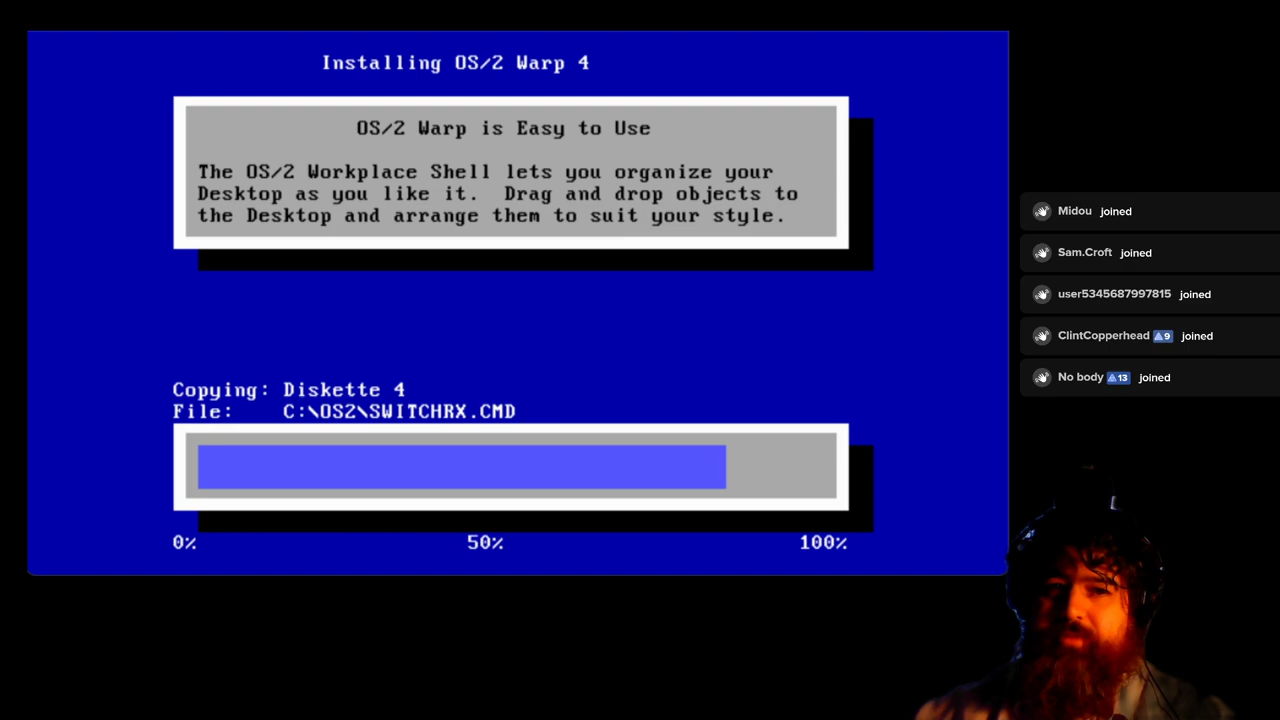 Installing OS/2 Warp 4
OS/2 Warp is Easy to Use
The OS/2 Workplace Shell lets you organize your
Desktop as you like it.  Drag and drop objects to
the Desktop and arrange them to suit your style.
Copying: Diskette 4
File:    C:\OS2\SWITCHRX.CMD
0% 50% 100%
Midou joined
Sam.Croft joined
user5345687997815 joined
ClintCopperhead 9 joined
No body 13 joined